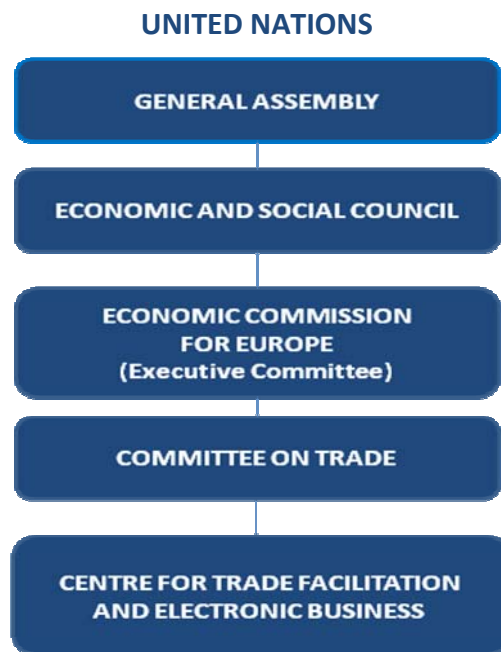 UNITED NATIONS
GENERAL ASSEMBLY
ECONOMIC AND SOCIAL COUNCIL
ECONOMIC COMMISSION
FOR EUROPE
(Executive Committee)
COMMITTEE ON TRADE
CENTRE FOR TRADE FACILITATION
AND ELECTRONIC BUSINESS